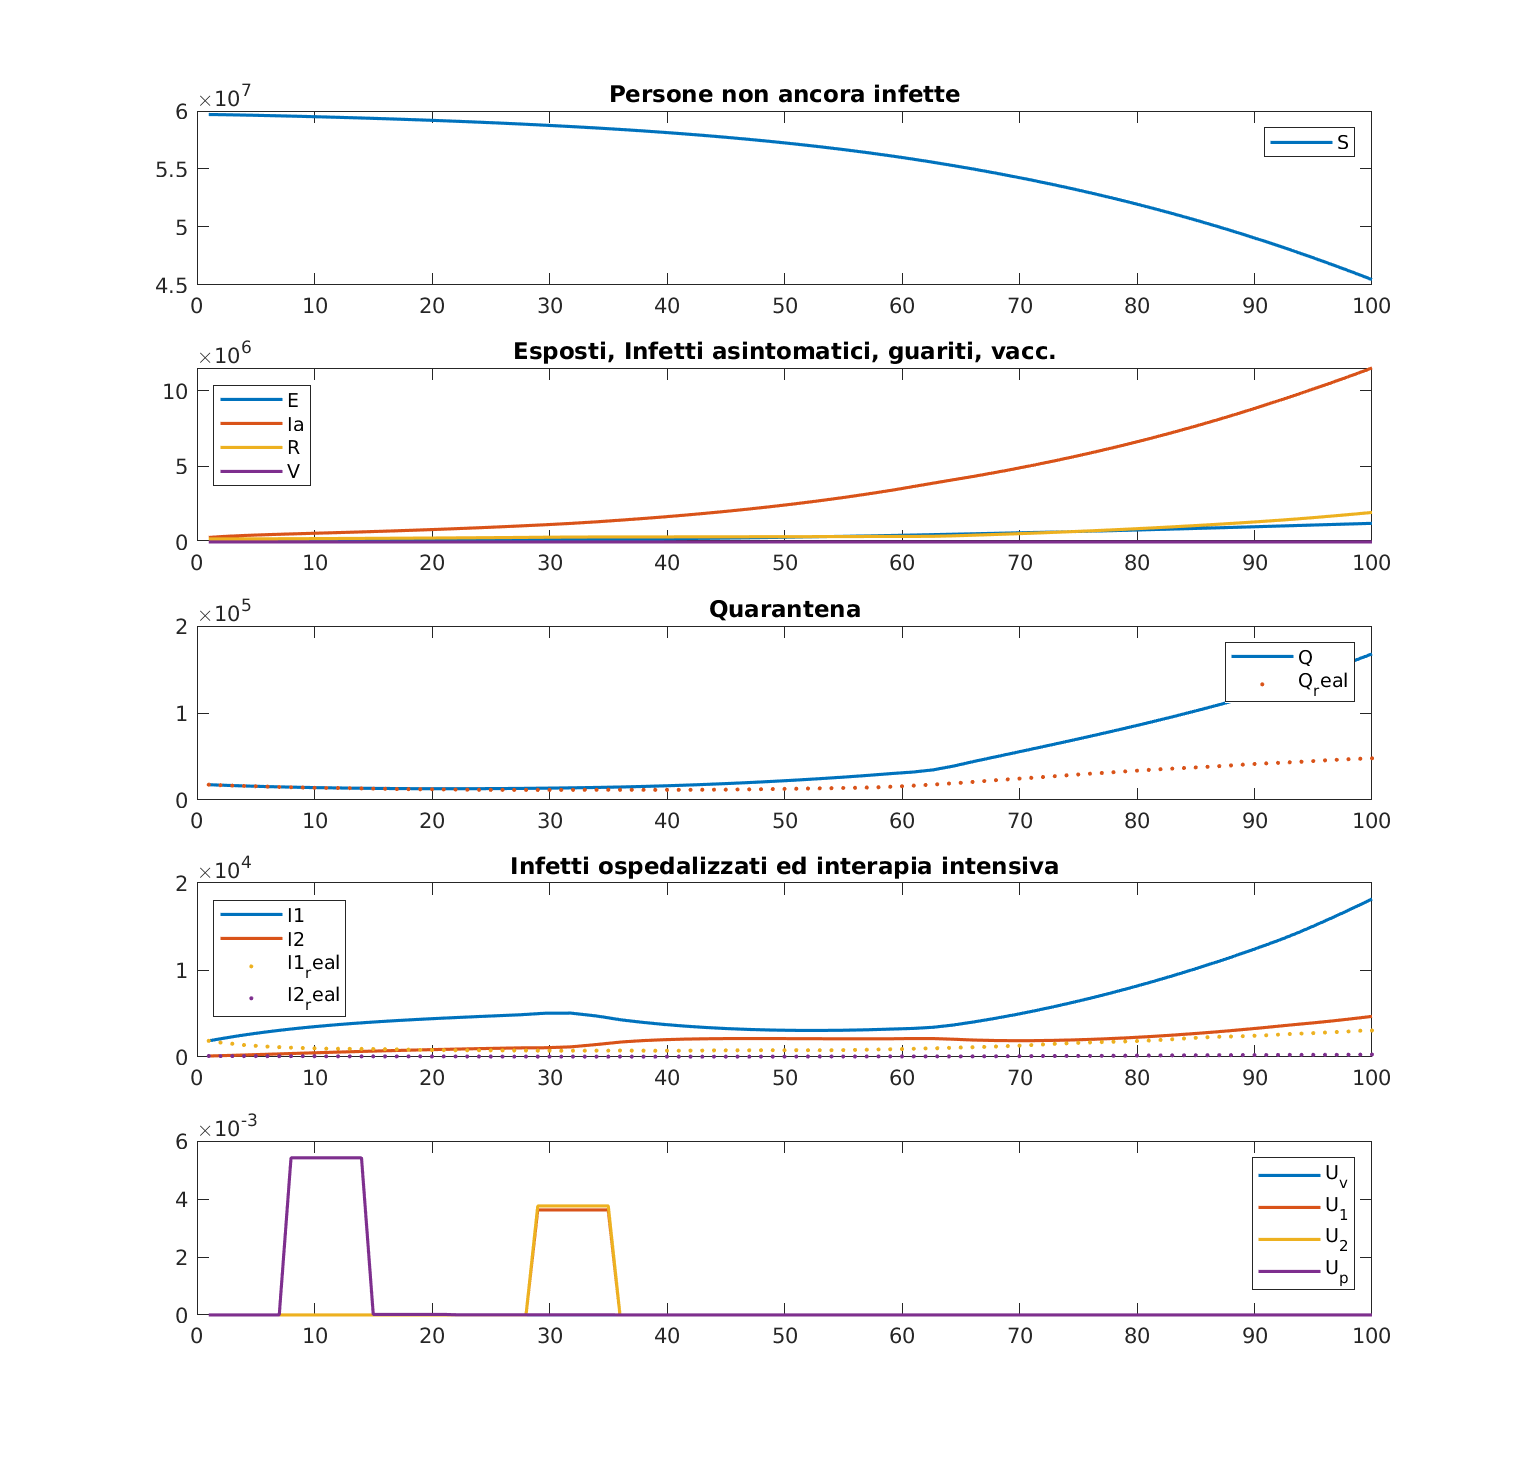 Persone non ancora infette
×10^7
6
5.5
5
4.5
S
0 10 20 30 40 50 60 70 80 90 100
Esposti, Infetti asintomatici, guariti, vacc.
×10^6
10
5
0
E
Ia
R
V
0 10 20 30 40 50 60 70 80 90 100
Quarantena
×10^5
2
1
0
Q
Q_real
0 10 20 30 40 50 60 70 80 90 100
Infetti ospedalizzati ed interapia intensiva
×10^4
2
1
0
I1
I2
I1_real
I2_real
0 10 20 30 40 50 60 70 80 90 100
×10^-3
6
4
2
0
U_v
U_1
U_2
U_p
0 10 20 30 40 50 60 70 80 90 100